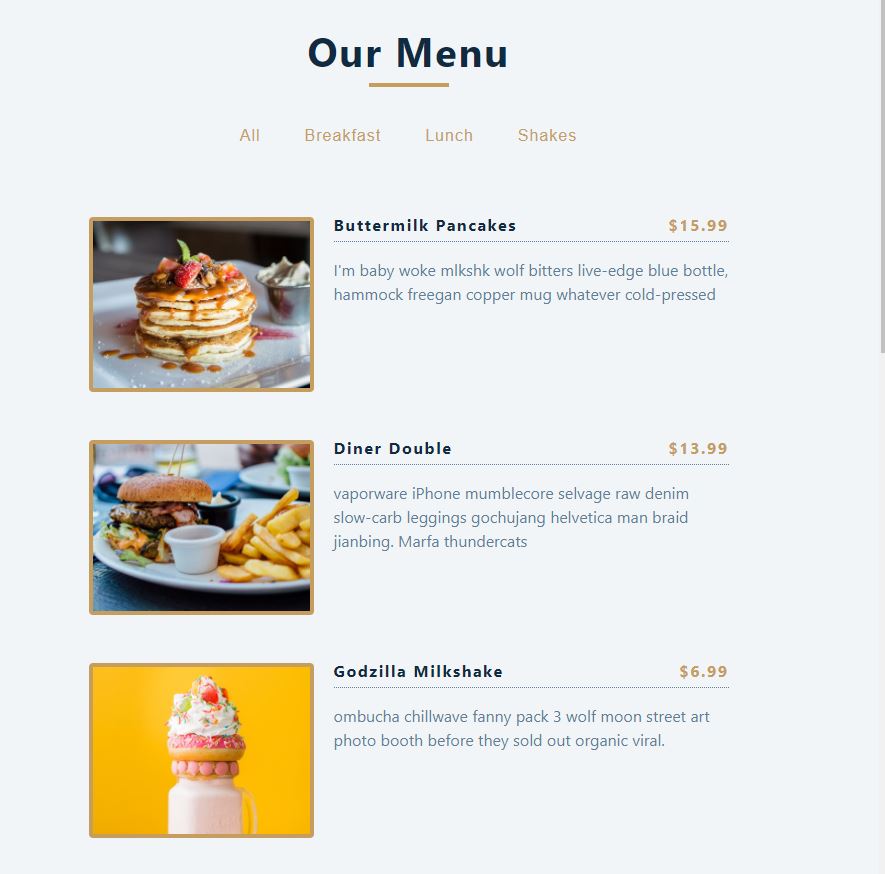 Our Menu
All Breakfast Lunch Shakes
Buttermilk Pancakes $15.99
I'm baby woke mlkshk wolf bitters live-edge blue bottle,
hammock freegan copper mug whatever cold-pressed
Diner Double $13.99
vaporware iPhone mumblecore selvage raw denim
slow-carb leggings gochujang helvetica man braid
jianbing. Marfa thundercats
Godzilla Milkshake $6.99
ombucha chillwave fanny pack 3 wolf moon street art
photo booth before they sold out organic viral.